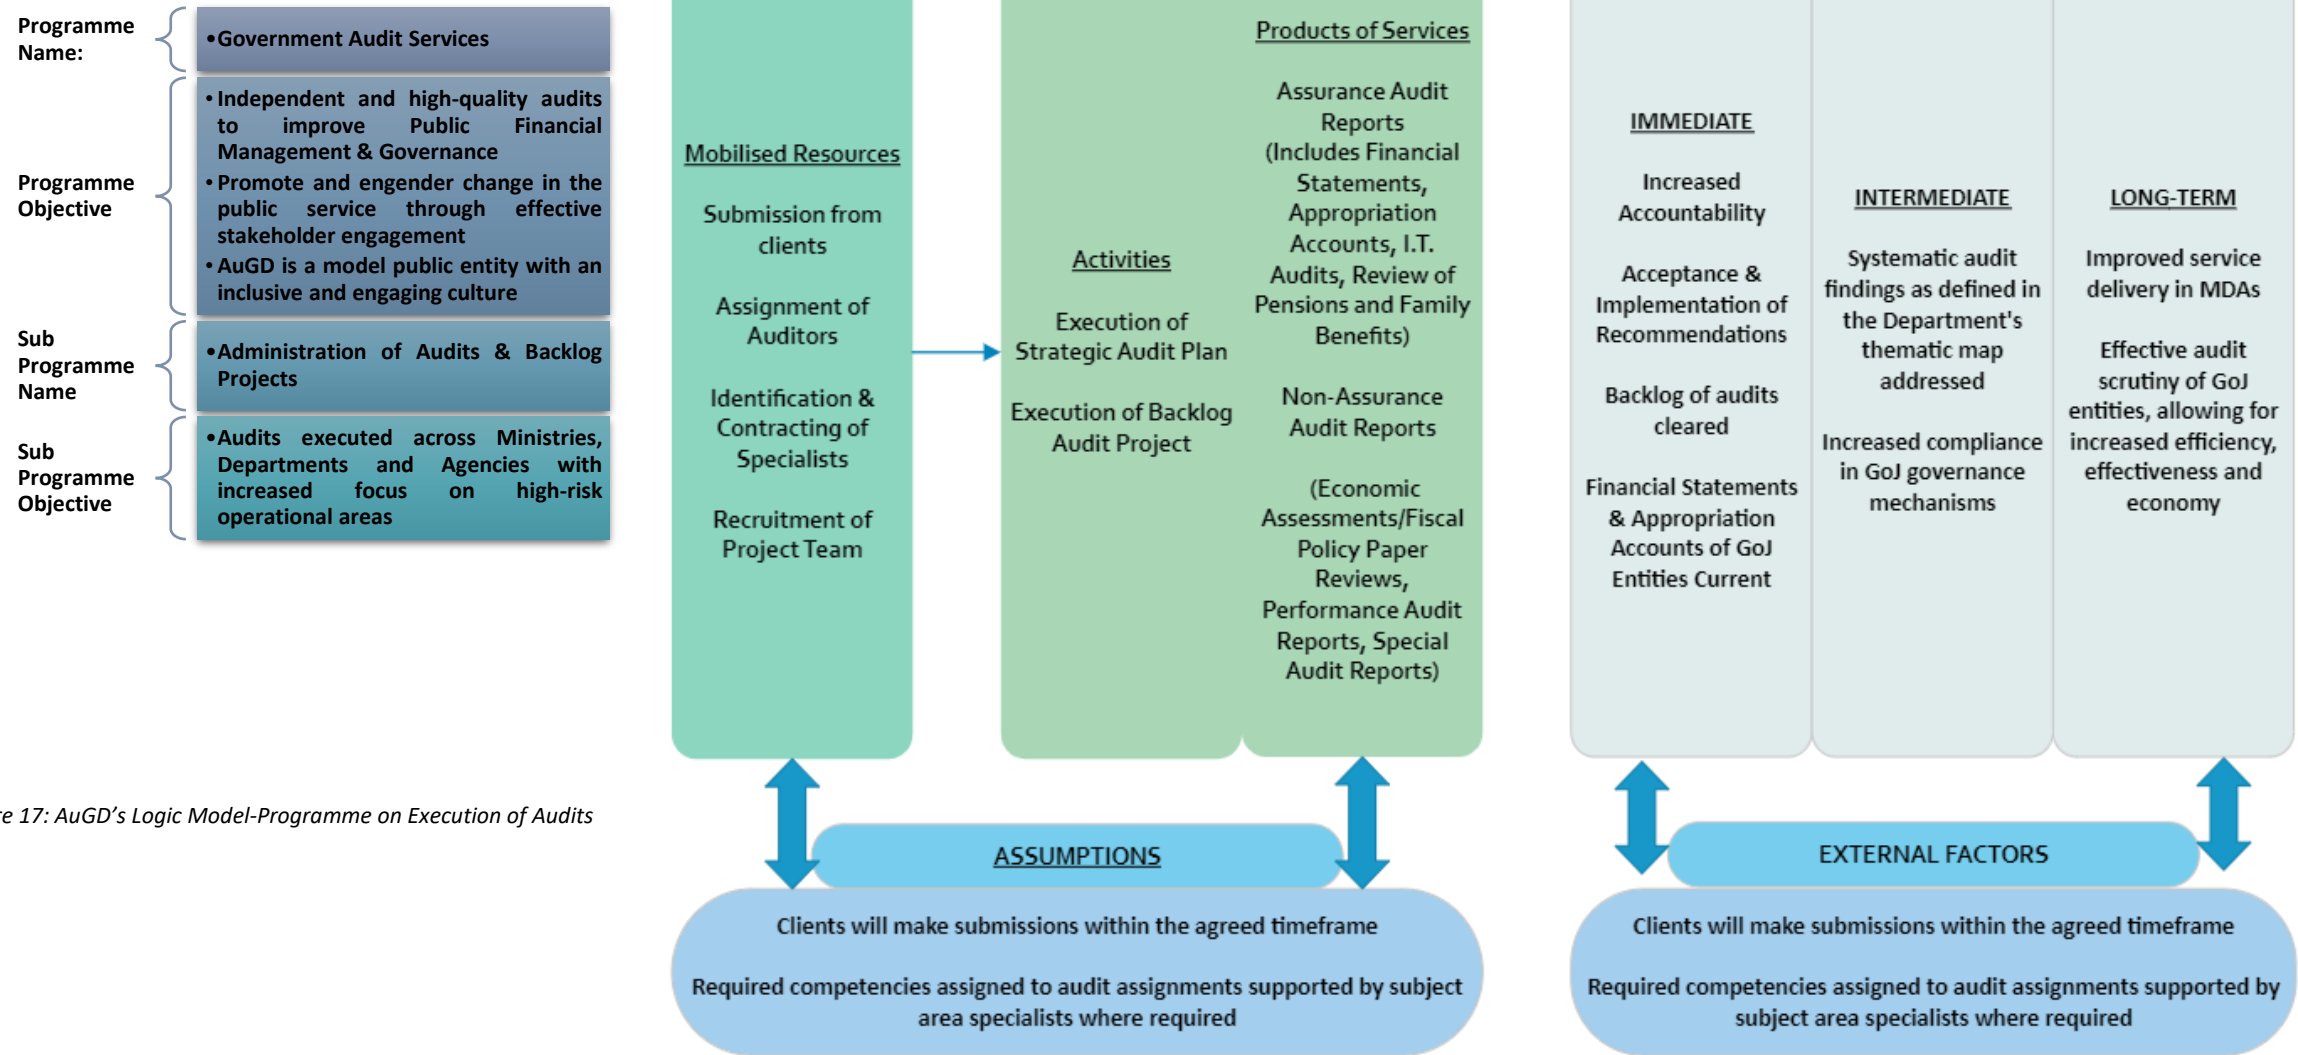 Programme
Name:
•Government Audit Services
Programme
Objective
•Independent and high-quality audits
to improve Public Financial
Management & Governance
•Promote and engender change in the
public service through effective
stakeholder engagement
•AuGD is a model public entity with an
inclusive and engaging culture
Sub
Programme
Name
•Administration of Audits & Backlog
Projects
Sub
Programme
Objective
•Audits executed across Ministries,
Departments and Agencies with
increased focus on high-risk
operational areas
re 17: AuGD’s Logic Model-Programme on Execution of Audits
Mobilised Resources
Submission from
clients
Assignment of
Auditors
Identification &
Contracting of
Specialists
Recruitment of
Project Team
Activities
Execution of
Strategic Audit Plan
Execution of Backlog
Audit Project
Products of Services
Assurance Audit
Reports
(Includes Financial
Statements,
Appropriation
Accounts, I.T.
Audits, Review of
Pensions and Family
Benefits)
Non-Assurance
Audit Reports
(Economic
Assessments/Fiscal
Policy Paper
Reviews,
Performance Audit
Reports, Special
Audit Reports)
IMMEDIATE
Increased
Accountability
Acceptance &
Implementation of
Recommendations
Backlog of audits
cleared
Financial Statements
& Appropriation
Accounts of GoJ
Entities Current
INTERMEDIATE
Systematic audit
findings as defined in
the Department's
thematic map
addressed
Increased compliance
in GoJ governance
mechanisms
LONG-TERM
Improved service
delivery in MDAs
Effective audit
scrutiny of GoJ
entities, allowing for
increased efficiency,
effectiveness and
economy
ASSUMPTIONS
Clients will make submissions within the agreed timeframe
Required competencies assigned to audit assignments supported by subject
area specialists where required
EXTERNAL FACTORS
Clients will make submissions within the agreed timeframe
Required competencies assigned to audit assignments supported by
subject area specialists where required